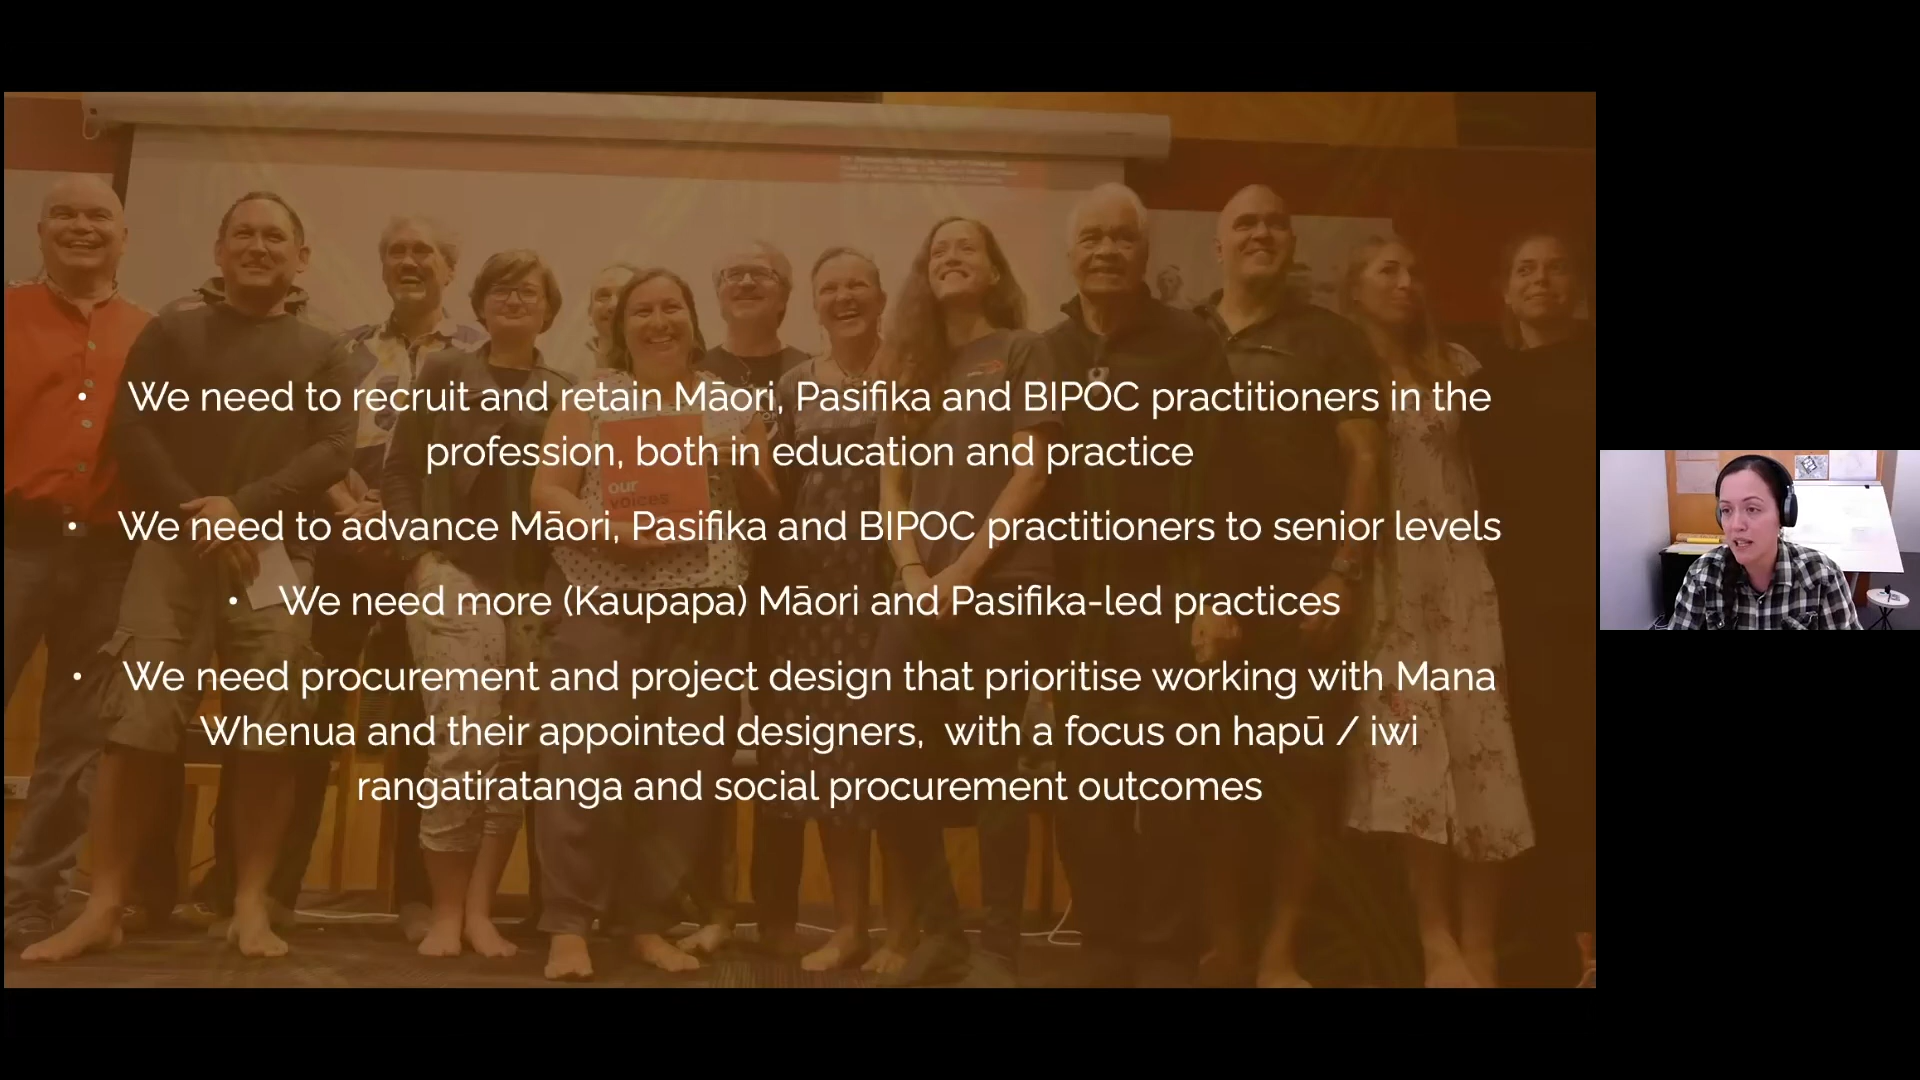 • We need to recruit and retain Māori, Pasifika and BIPOC practitioners in the
profession, both in education and practice
• We need to advance Māori, Pasifika and BIPOC practitioners to senior levels
• We need more (Kaupapa) Māori and Pasifika-led practices
• We need procurement and project design that prioritise working with Mana
Whenua and their appointed designers, with a focus on hapū / iwi
rangatiratanga and social procurement outcomes
our
voices